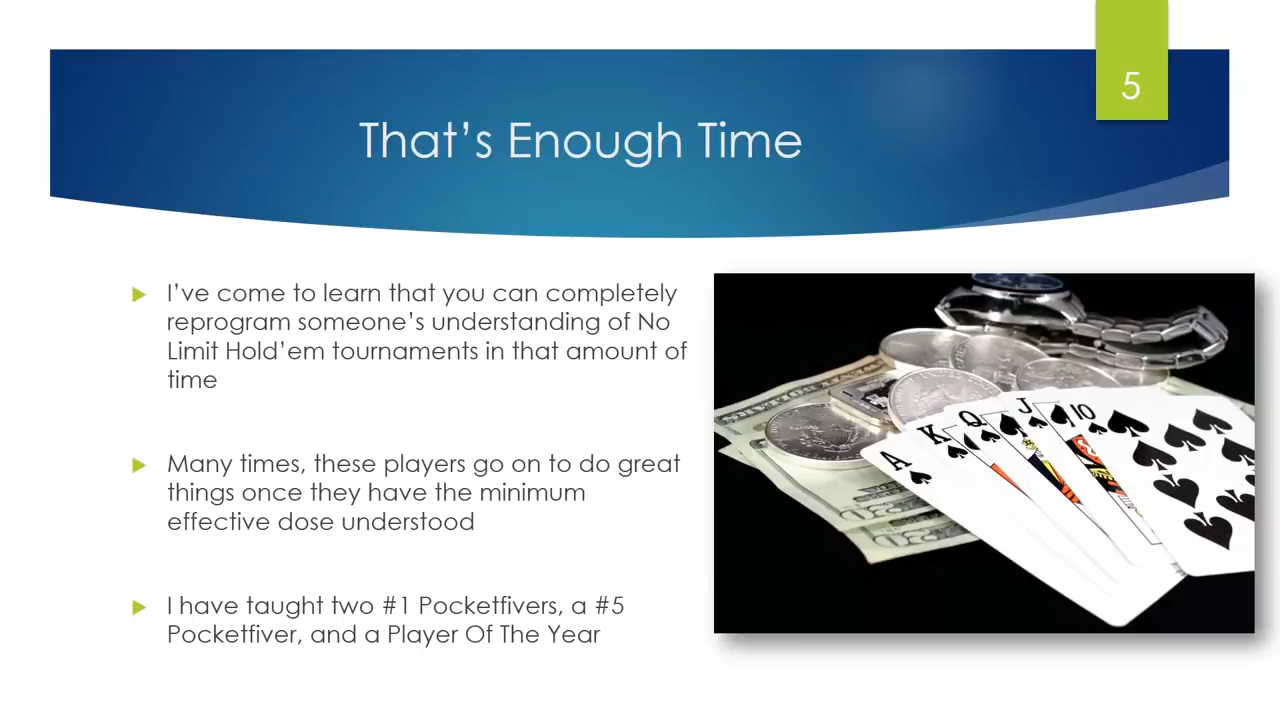 5
That’s Enough Time
I’ve come to learn that you can completely
reprogram someone’s understanding of No
Limit Hold’em tournaments in that amount of
time
Many times, these players go on to do great
things once they have the minimum
effective dose understood
I have taught two #1 Pocketfivers, a #5
Pocketfiver, and a Player Of The Year
A
K
Q
J
10